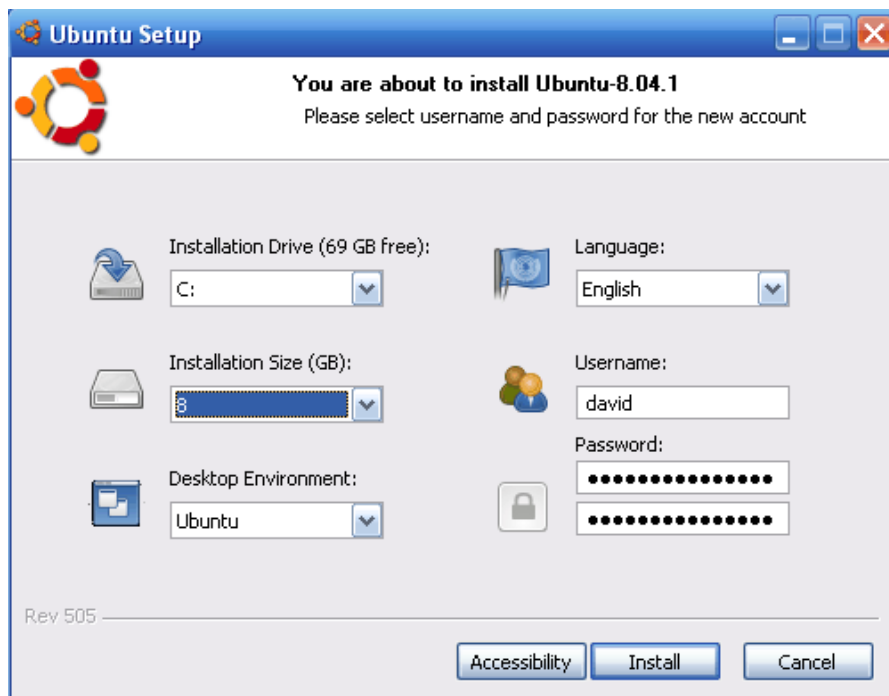 Ubuntu Setup
You are about to install Ubuntu-8.04.1
Please select username and password for the new account
Installation Drive (69 GB free):
C:
Language:
English
Installation Size (GB):
8
Username:
david
Password:
●●●●●●●●●●●●●●●
●●●●●●●●●●●●●●●
Desktop Environment:
Ubuntu
Rev 505
Accessibility
Install
Cancel